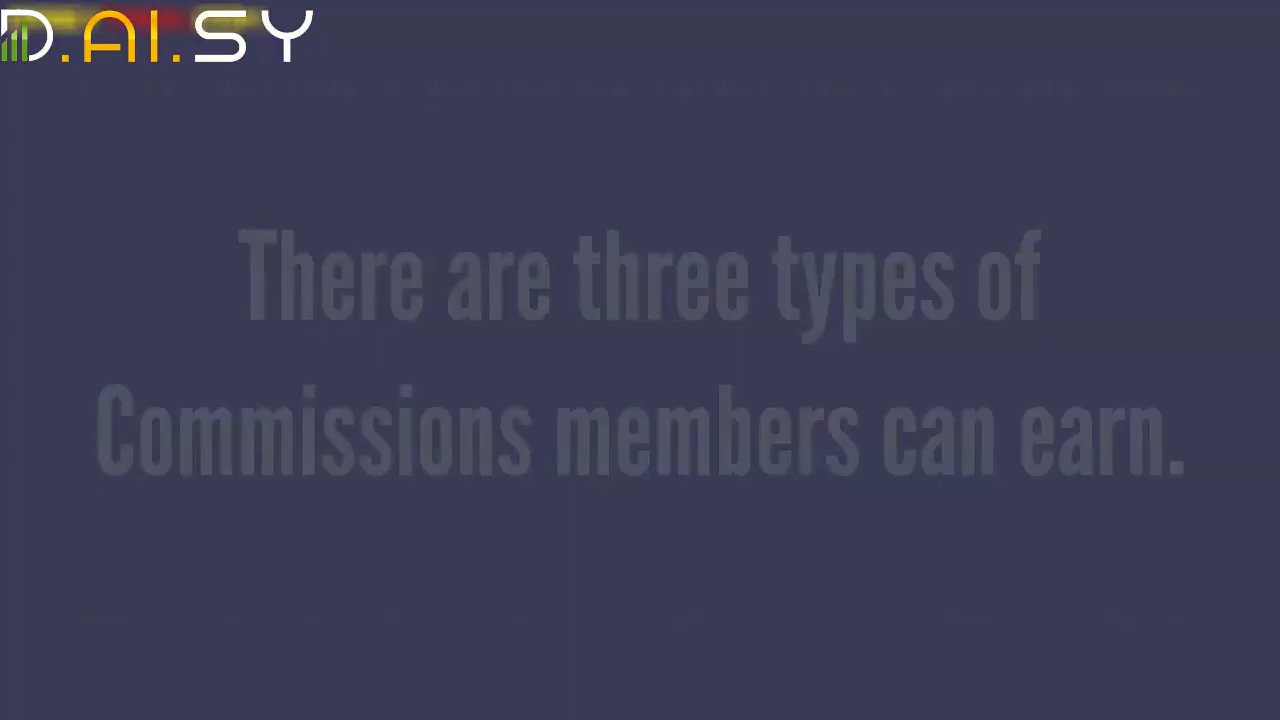 D.AI.SY
There are three types of
Commissions members can earn.